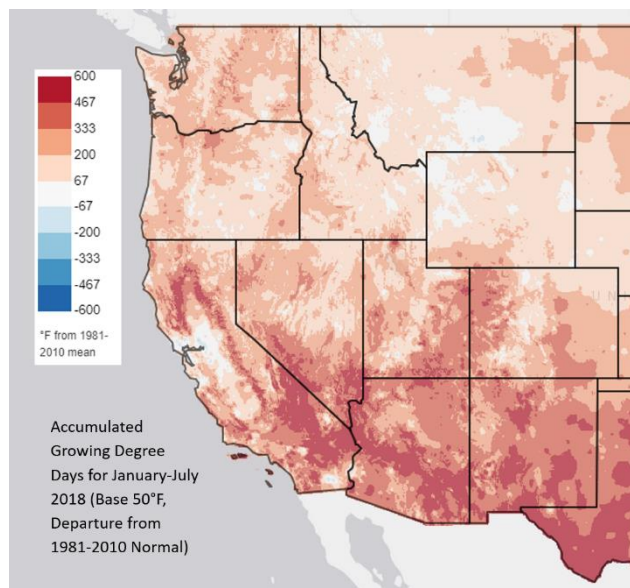 600
467
333
200
67
-67
-200
-333
-467
-600
°F from 1981-
2010 mean
Accumulated
Growing Degree
Days for January-July
2018 (Base 50°F,
Departure from
1981-2010 Normal)